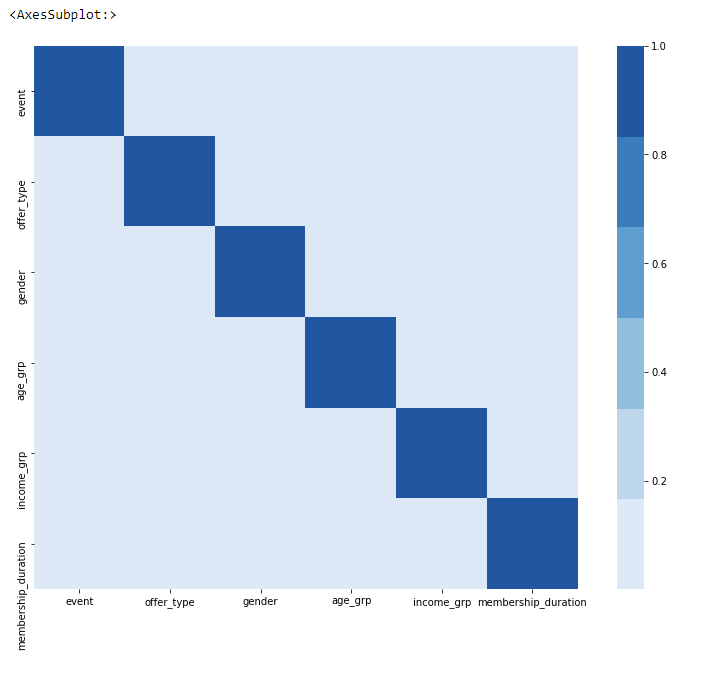 <AxesSubplot:>
1.0
0.8
0.6
0.4
0.2
event
offer_type
gender
age_grp
income_grp
membership_duration
event
offer_type
gender
age_grp
income_grp
membership_duration